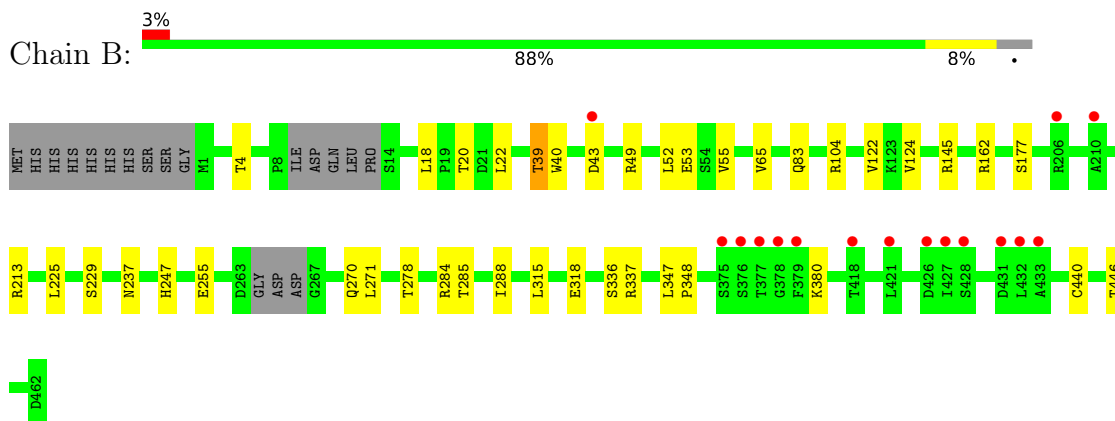 3%
Chain B:
88% 8% •
MET HIS HIS HIS HIS HIS HIS SER SER GLY M1 T4 P8 ILE ASP GLN LEU PRO S14 L18 P19 T20 D21 L22 T39 W40 D43 R49 L52 E53 S54 V55 V65 Q83 R104 V122 K123 V124 R145 R162 S177 R206 A210
R213 L225 S229 N237 H247 E255 D263 GLY ASP ASP G267 Q270 L271 T278 R284 T285 I288 L315 E318 S336 R337 L347 P348 S375 S376 T377 G378 F379 K380 T418 L421 D426 I427 S428 D431 L432 A433 C440 T446
D462